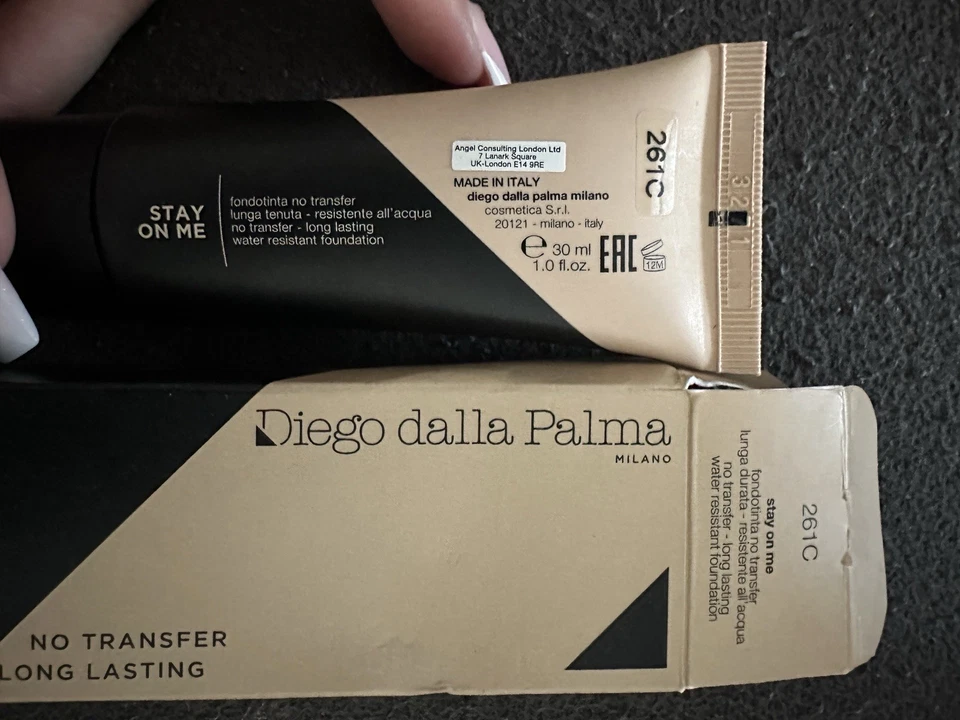 STAY
ON ME
fondotinta no transfer
lunga tenuta - resistente all'acqua
no transfer - long lasting
water resistant foundation
Angel Consulting London Ltd
7 Lanark Square
UK-London E14 9RE
MADE IN ITALY
diego dalla palma milano
cosmetica S.r.l.
20121 - milano - italy
e 30 ml
1.0 fl.oz.
EAC
12M
261C
Diego dalla Palma
MILANO
NO TRANSFER
LONG LASTING
261C
stay on me
fondotinta no transfer
lunga durata - resistente all'acqua
no transfer - long lasting
water resistant foundation